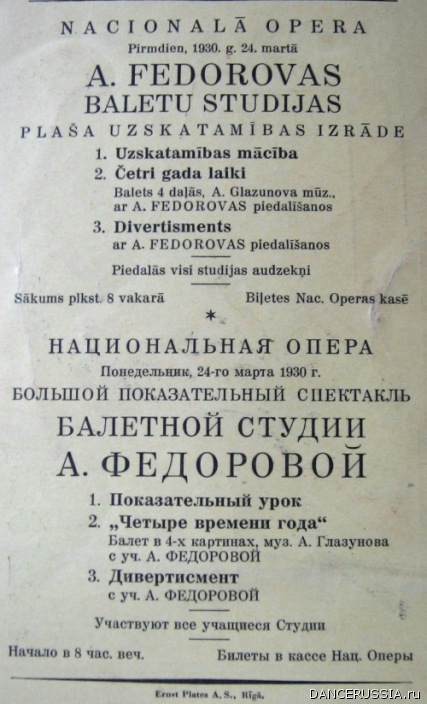 NACIONALĀ OPERA
Pirmdien, 1930. g. 24. martā
A. FEDOROVAS
BALETU STUDIJAS
PLAŠA UZSKATAMĪBAS IZRĀDE
1. Uzskatamības mācība
2. Četri gada laiki
Balets 4 daļās, A. Glazunova mūz.,
ar A. FEDOROVAS piedalīšanos
3. Divertisments
ar A. FEDOROVAS piedalīšanos
Piedalās visi studijas audzekņi
Sākums plkst. 8 vakarā Biļetes Nac. Operas kasē
*
НАЦИОНАЛЬНАЯ ОПЕРА
Понедельник, 24-го марта 1930 г.
БОЛЬШОЙ ПОКАЗАТЕЛЬНЫЙ СПЕКТАКЛЬ
БАЛЕТНОЙ СТУДИИ
А. ФЕДОРОВОЙ
1. Показательный урок
2. „Четыре времени года“
Балет в 4-х картинах, муз. А. Глазунова
с уч. А. ФЕДОРОВОЙ
3. Дивертисмент
с уч. А. ФЕДОРОВОЙ
Участвуют все учащиеся Студии
Начало в 8 час. веч. Билеты в кассе Нац. Оперы
Ernst Plates A. S., Rīgā.
DANCERUSSIA.ru